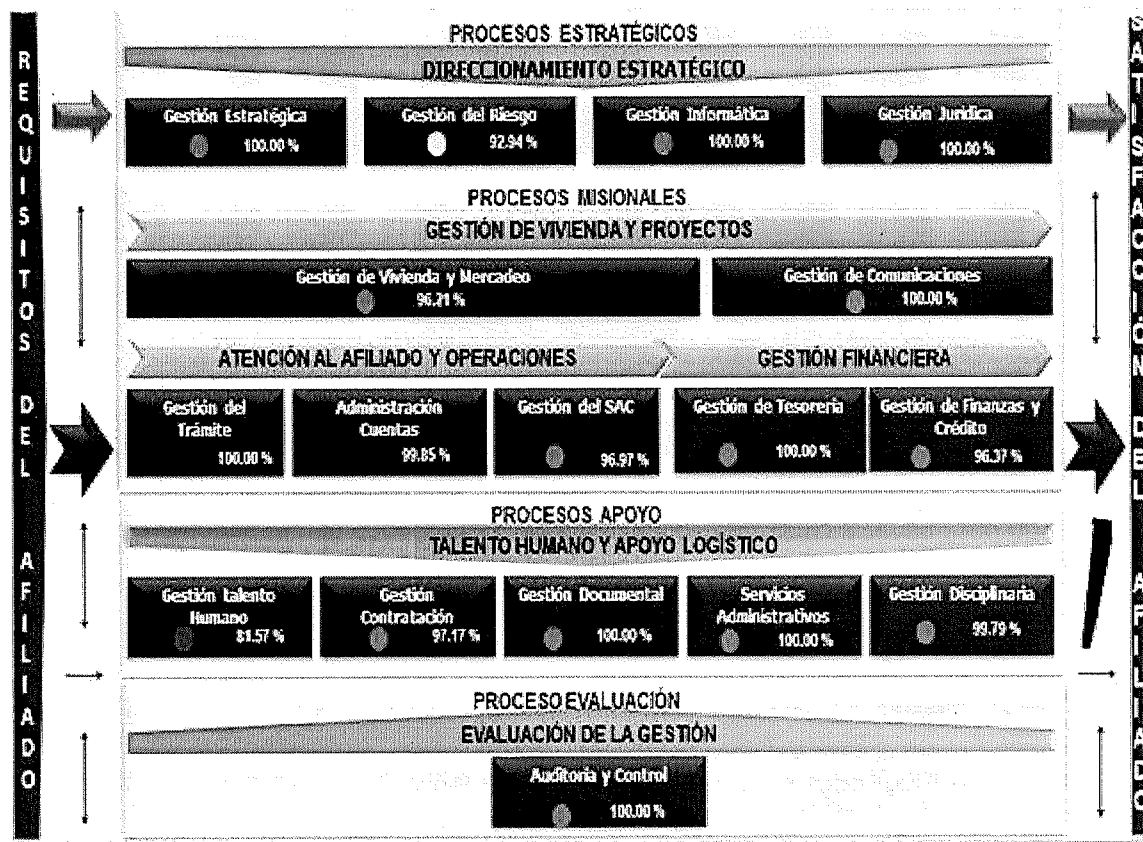 REQUISITOS DEL AFILIADO
PROCESOS ESTRATÉGICOS
DIRECCIONAMIENTO ESTRATÉGICO
Gestión Estratégica
100.00 %
Gestión del Riesgo
92.94 %
Gestión Informática
100.00 %
Gestión Jurídica
100.00 %
PROCESOS MISIONALES
GESTIÓN DE VIVIENDA Y PROYECTOS
Gestión de Vivienda y Mercadeo
96.21 %
Gestión de Comunicaciones
100.00 %
ATENCIÓN AL AFILIADO Y OPERACIONES
GESTIÓN FINANCIERA
Gestión del
Trámite
100.00 %
Administración
Cuentas
99.85 %
Gestión del SAC
96.97 %
Gestión de Tesoreria
100.00 %
Gestión de Finanzas y
Crédito
96.37 %
PROCESOS APOYO
TALENTO HUMANO Y APOYO LOGÍSTICO
Gestión talento
Humano
81.57 %
Gestión
Contratación
97.17 %
Gestión Documental
100.00 %
Servicios
Administrativos
100.00 %
Gestión Disciplinaria
99.79 %
PROCESO EVALUACIÓN
EVALUACIÓN DE LA GESTIÓN
Auditoria y Control
100.00 %
SATISFACCIÓN DEL AFILIADO